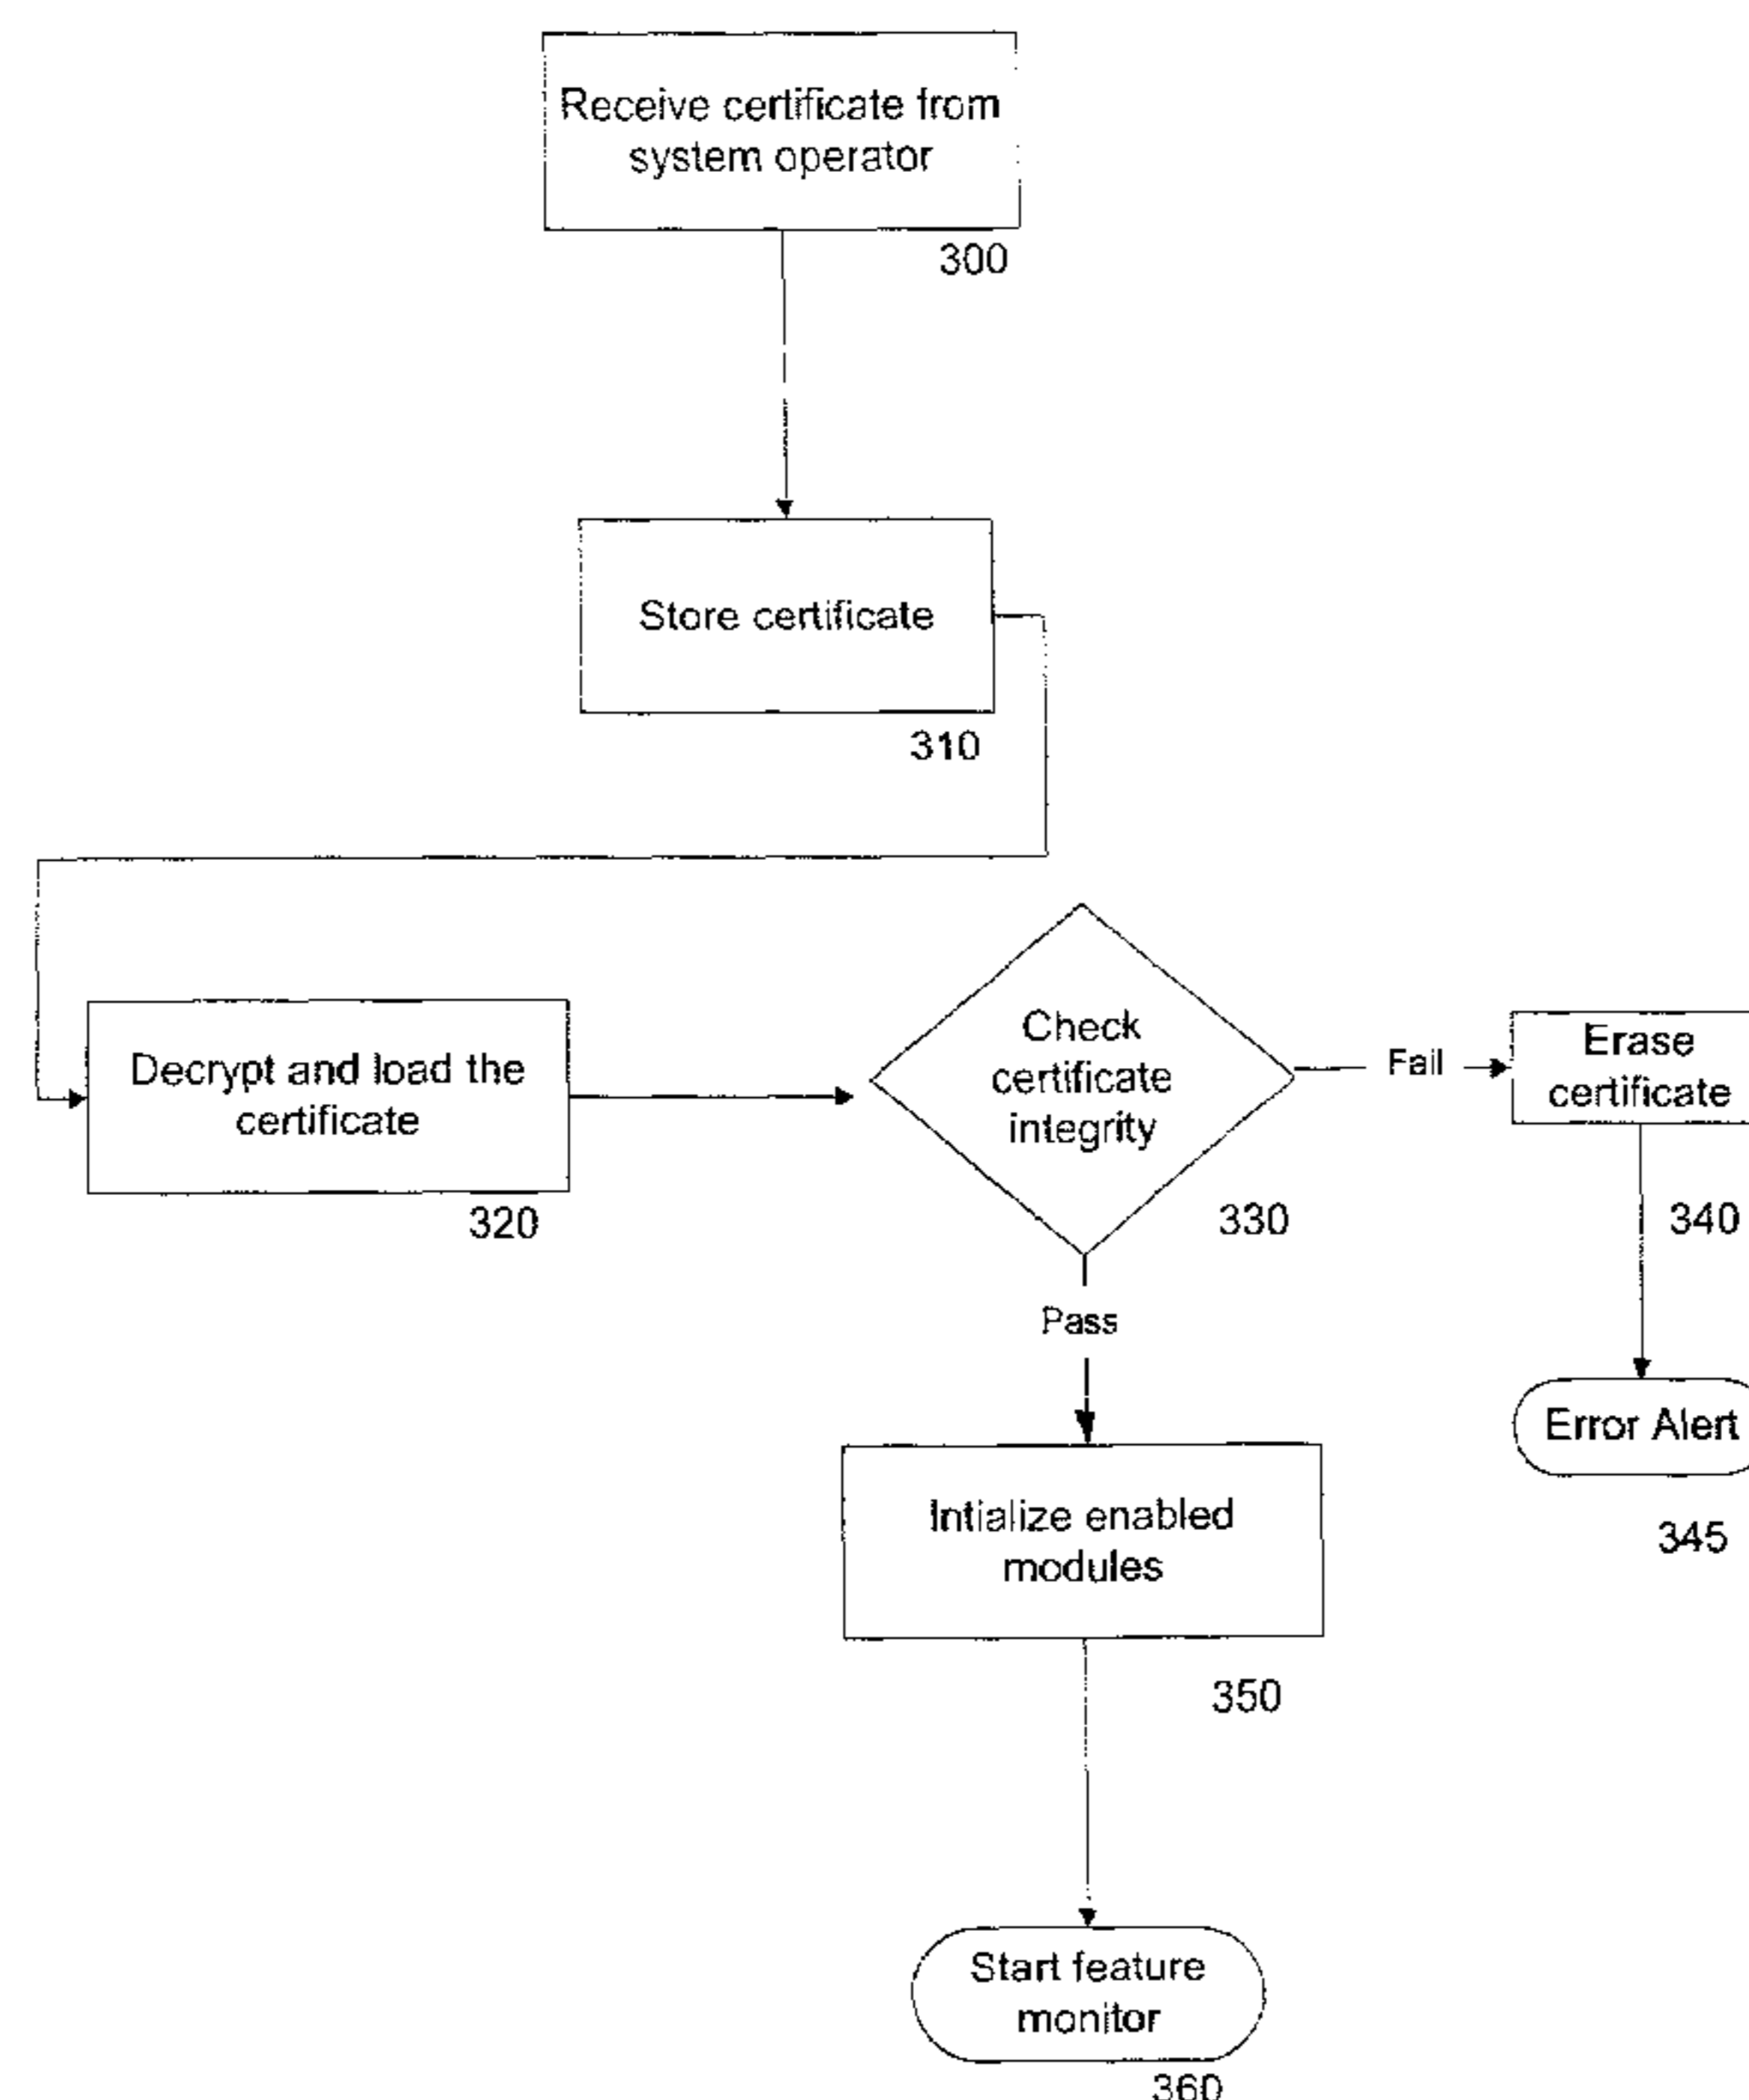 Receive certificate from
system operator
300
Store certificate
310
Decrypt and load the
certificate
320
Check
certificate
integrity
330
Fail
Erase
certificate
340
Error Alert
345
Pass
Intialize enabled
modules
350
Start feature
monitor
360